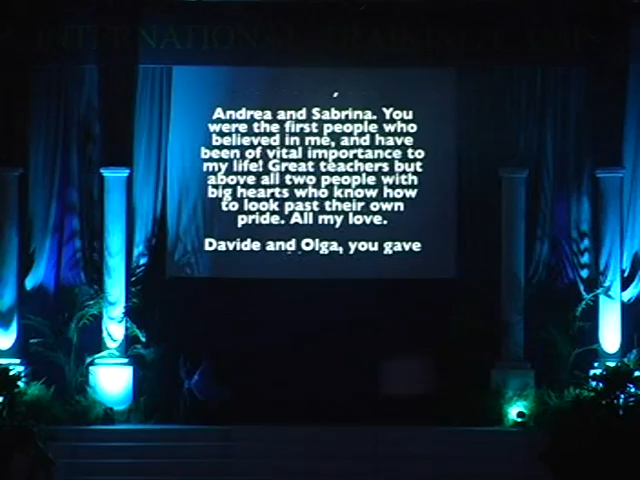 INTERNATIONAL
Andrea and Sabrina. You
were the first people who
believed in me, and have
been of vital importance to
my life! Great teachers but
above all two people with
big hearts who know how
to look past their own
pride. All my love.
Davide and Olga, you gave